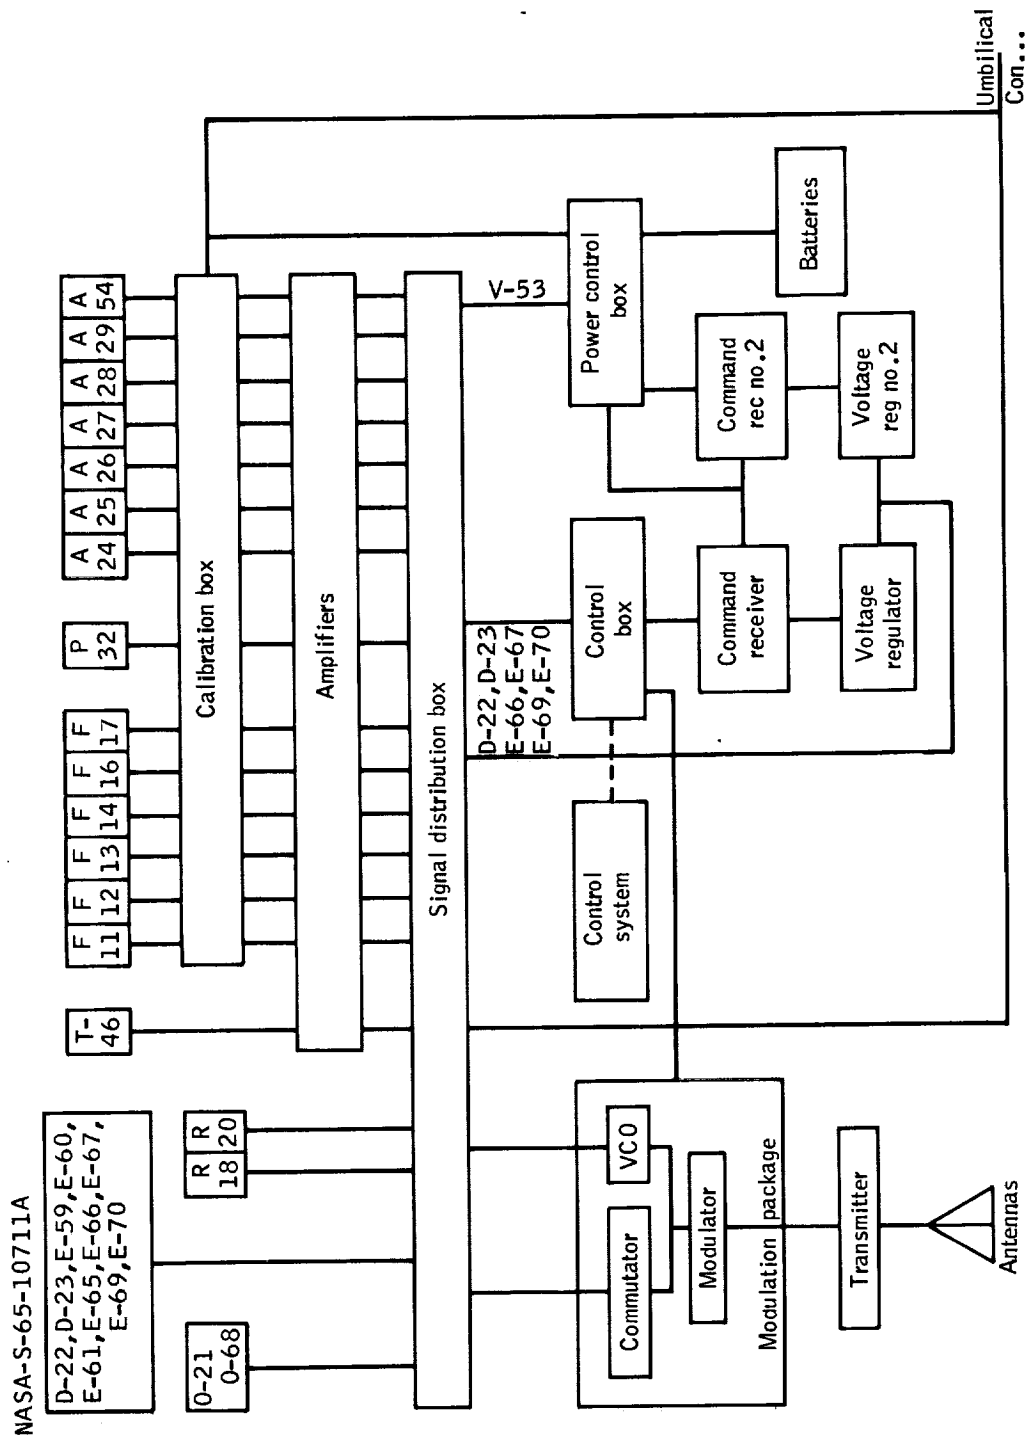 NASA-S-65-10711A
D-22,D-23,E-59,E-60,
E-61,E-65,E-66,E-67,
E-69,E-70
T-
46
F
11
F
12
F
13
F
14
F
16
F
17
P
32
A
24
A
25
A
26
A
27
A
28
A
29
A
54
O-21
O-68
R
18
R
20
Calibration box
Amplifiers
Signal distribution box
D-22,D-23
E-66,E-67
E-69,E-70
V-53
Commutator
VCO
Modulator
Modulation package
Control
system
Control
box
Power control
box
Command
receiver
Command
rec no.2
Batteries
Voltage
regulator
Voltage
reg no.2
Transmitter
Antennas
Umbilical
Con...